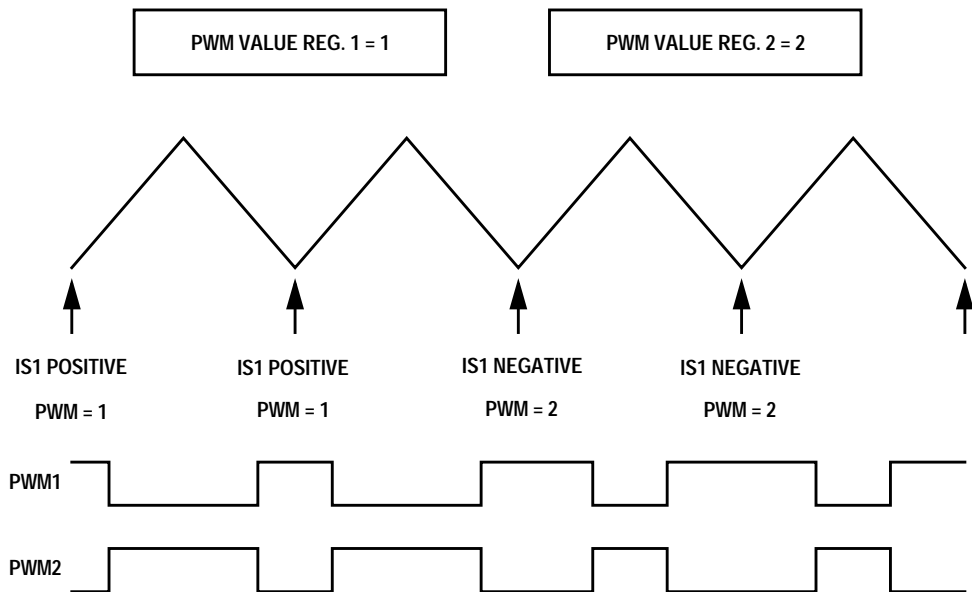 PWM VALUE REG. 1 = 1
PWM VALUE REG. 2 = 2
IS1 POSITIVE
PWM = 1
IS1 POSITIVE
PWM = 1
IS1 NEGATIVE
PWM = 2
IS1 NEGATIVE
PWM = 2
PWM1
PWM2